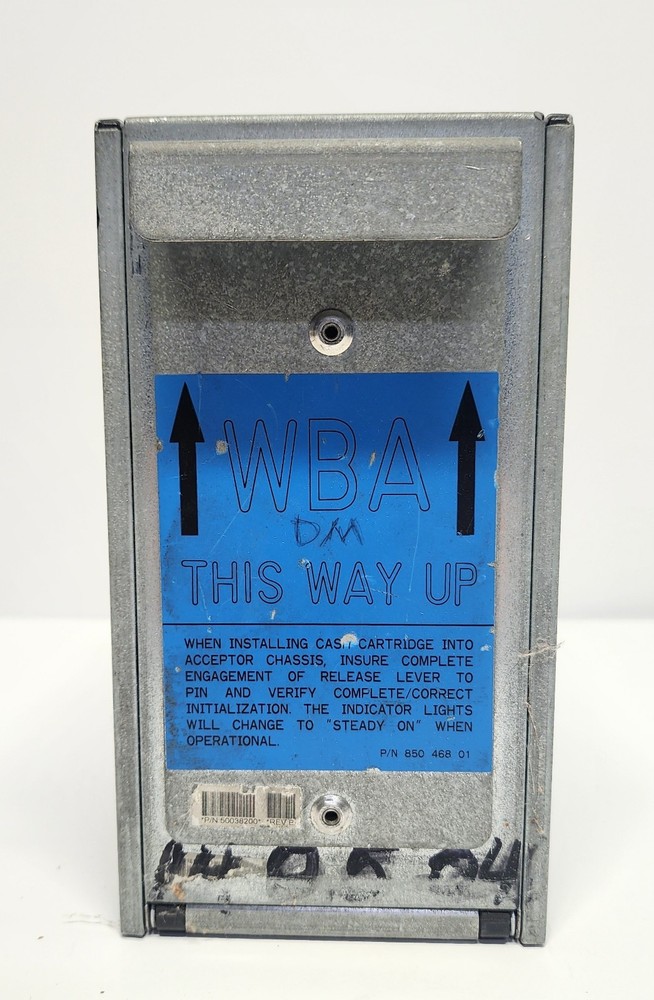 WBA
DM
THIS WAY UP
WHEN INSTALLING CASH CARTRIDGE INTO
ACCEPTOR CHASSIS, INSURE COMPLETE
ENGAGEMENT OF RELEASE LEVER TO
PIN AND VERIFY COMPLETE/CORRECT
INITIALIZATION. THE INDICATOR LIGHTS
WILL CHANGE TO "STEADY ON" WHEN
OPERATIONAL.
P/N 850 468 01
*P/N 50038200* *REV B